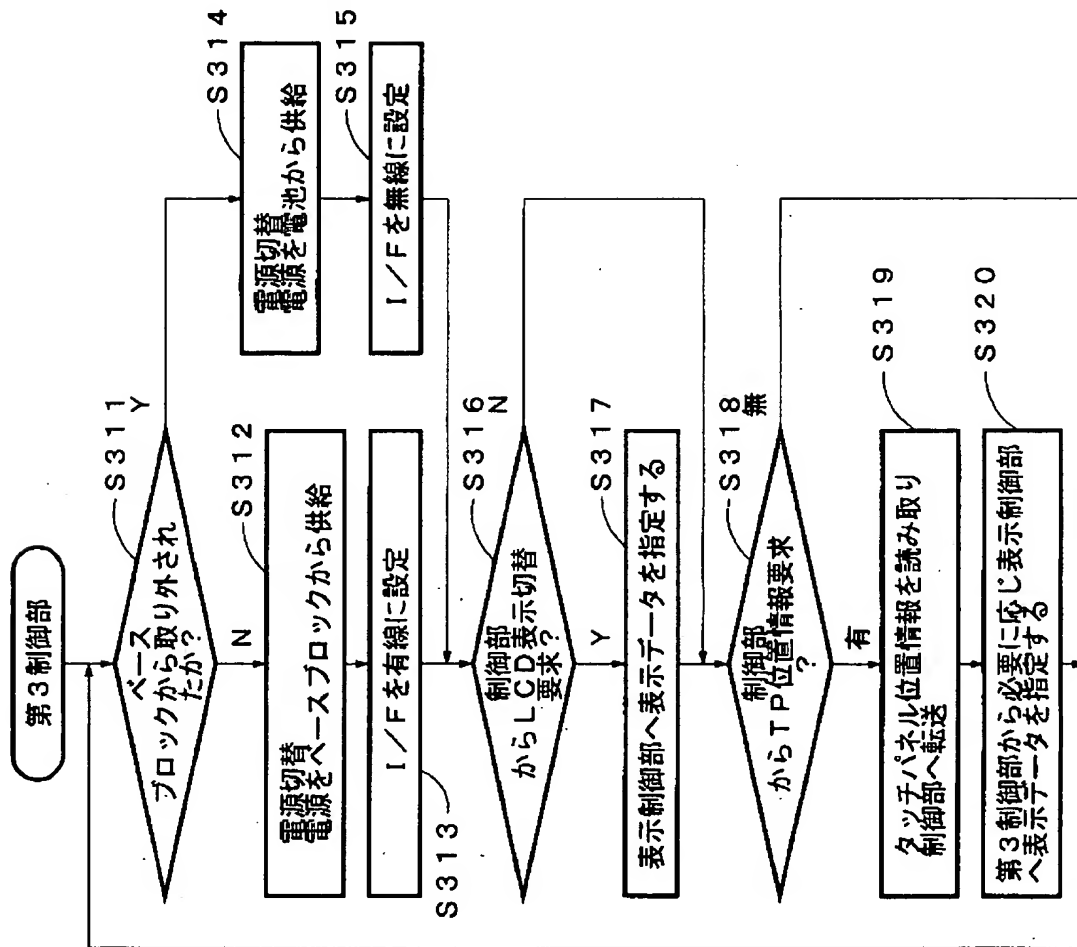 第3制御部
ベース
ブロックから取り外され
たか?
S311
Y
N
S312
電源切替
電源をベースブロックから供給
I/Fを有線に設定
S313
S314
電源切替
電源を電池から供給
S315
I/Fを無線に設定
S316
制御部
からLCD表示切替
要求?
N
Y
S317
表示制御部へ表示データを指定する
S318
制御部
からTP位置情報要求
?
無
有
S319
タッチパネル位置情報を読み取り
制御部へ転送
S320
第3制御部から必要に応じ表示制御部
へ表示データを指定する